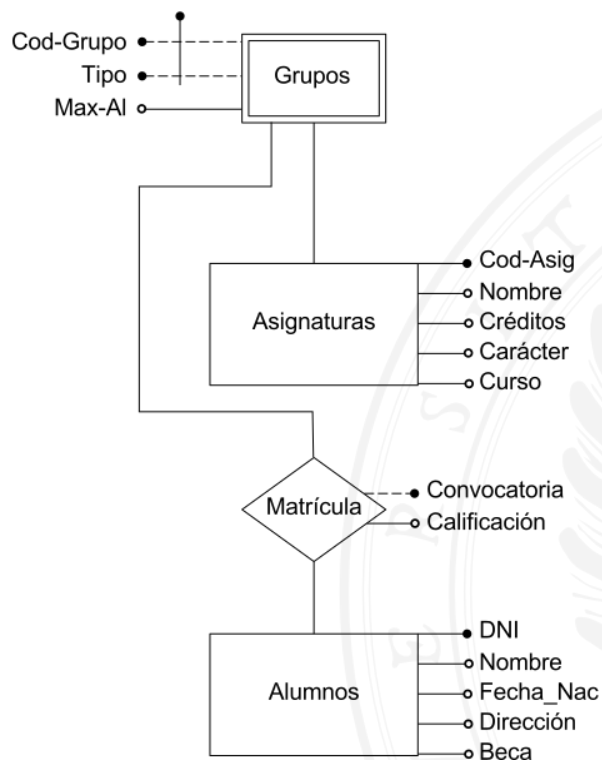 Cod-Grupo
Tipo
Max-Al
Grupos
Asignaturas
Cod-Asig
Nombre
Créditos
Carácter
Curso
Matrícula
Convocatoria
Calificación
Alumnos
DNI
Nombre
Fecha_Nac
Dirección
Beca